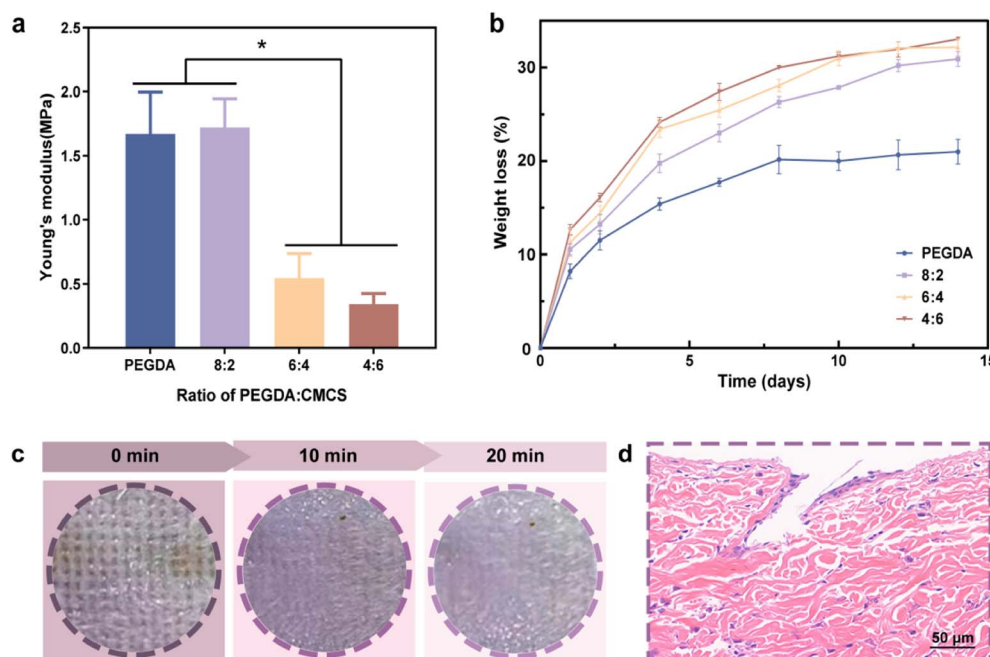 a
Young's modulus(MPa)
2.5
2.0
1.5
1.0
0.5
0.0
*
PEGDA 8:2 6:4 4:6
Ratio of PEGDA:CMCS
b
Weight loss (%)
30
20
10
0
0 5 10 15
Time (days)
PEGDA
8:2
6:4
4:6
c
0 min 10 min 20 min
d
50 μm